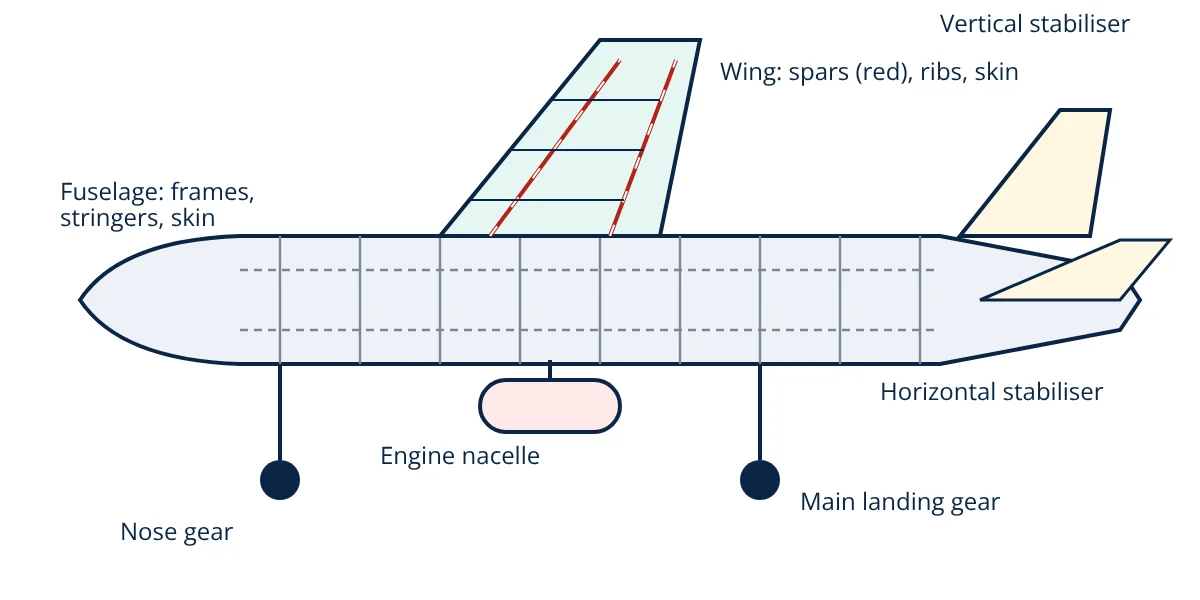 Vertical stabiliser
Wing: spars (red), ribs, skin
Fuselage: frames,
stringers, skin
Horizontal stabiliser
Engine nacelle
Main landing gear
Nose gear